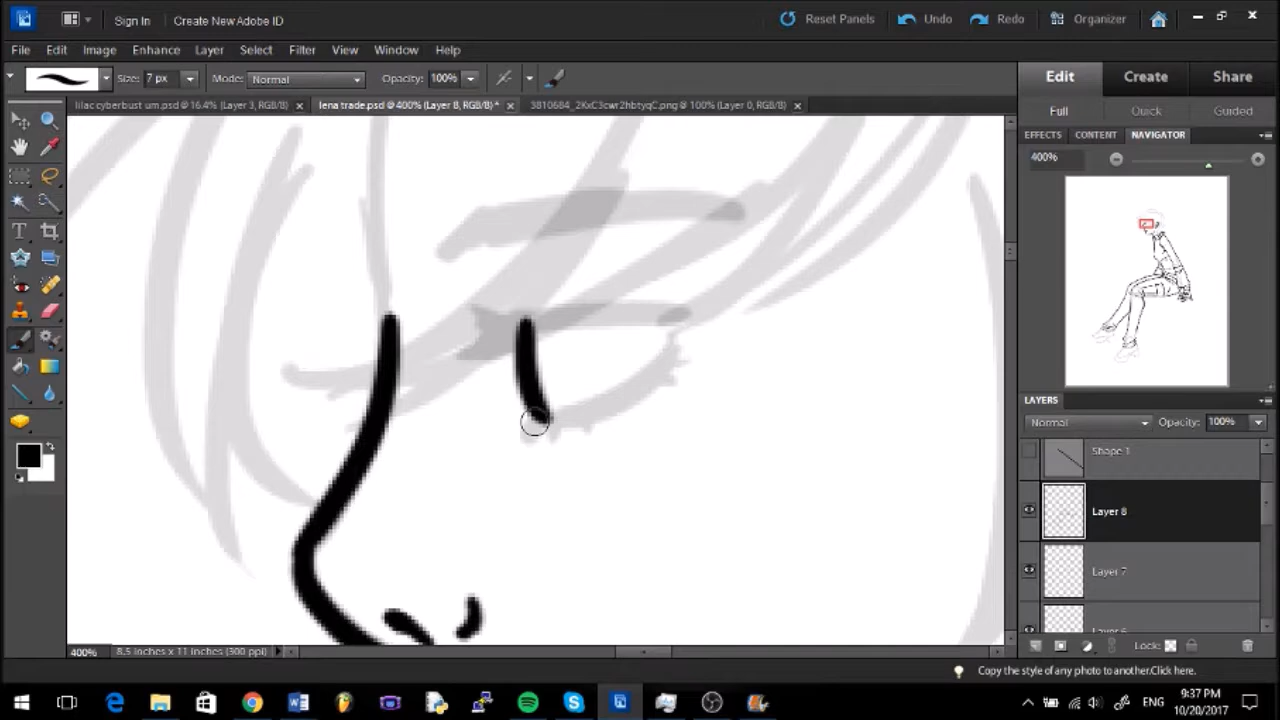 Sign In Create New Adobe ID Reset Panels Undo Redo Organizer
File Edit Image Enhance Layer Select Filter View Window Help
Size: 7 px Mode: Normal Opacity: 100%
Edit Create Share
lilac cyberbust um.psd @ 16.4% (Layer 3, RGB/8) lena trade.psd @ 400% (Layer 8, RGB/8) * 3810684_2KxC3cwr2hbtyqC.png @ 100% (Layer 0, RGB/8)
Full Quick Guided
EFFECTS CONTENT NAVIGATOR
400%
LAYERS
Normal Opacity: 100%
Shape 1
Layer 8
Layer 7
Lock:
400% 8.5 inches x 11 inches (300 ppi)
Copy the style of any photo to another.Click here.
ENG 9:37 PM
10/20/2017